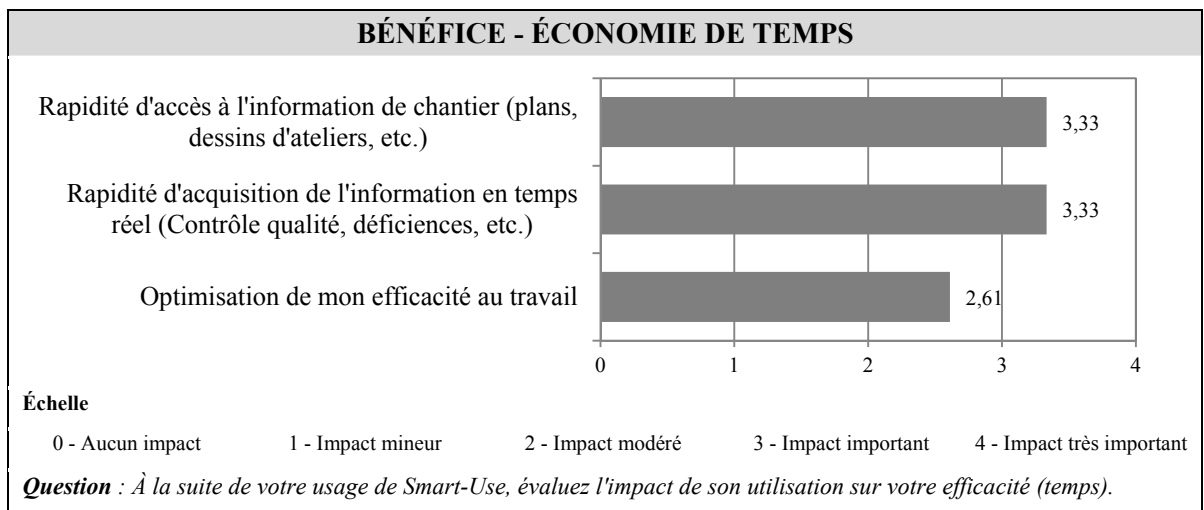 BÉNÉFICE - ÉCONOMIE DE TEMPS
Rapidité d'accès à l'information de chantier (plans,
dessins d'ateliers, etc.)
3,33
Rapidité d'acquisition de l'information en temps
réel (Contrôle qualité, déficiences, etc.)
3,33
Optimisation de mon efficacité au travail
2,61
0 1 2 3 4
Échelle
0 - Aucun impact 1 - Impact mineur 2 - Impact modéré 3 - Impact important 4 - Impact très important
Question : À la suite de votre usage de Smart-Use, évaluez l'impact de son utilisation sur votre efficacité (temps).